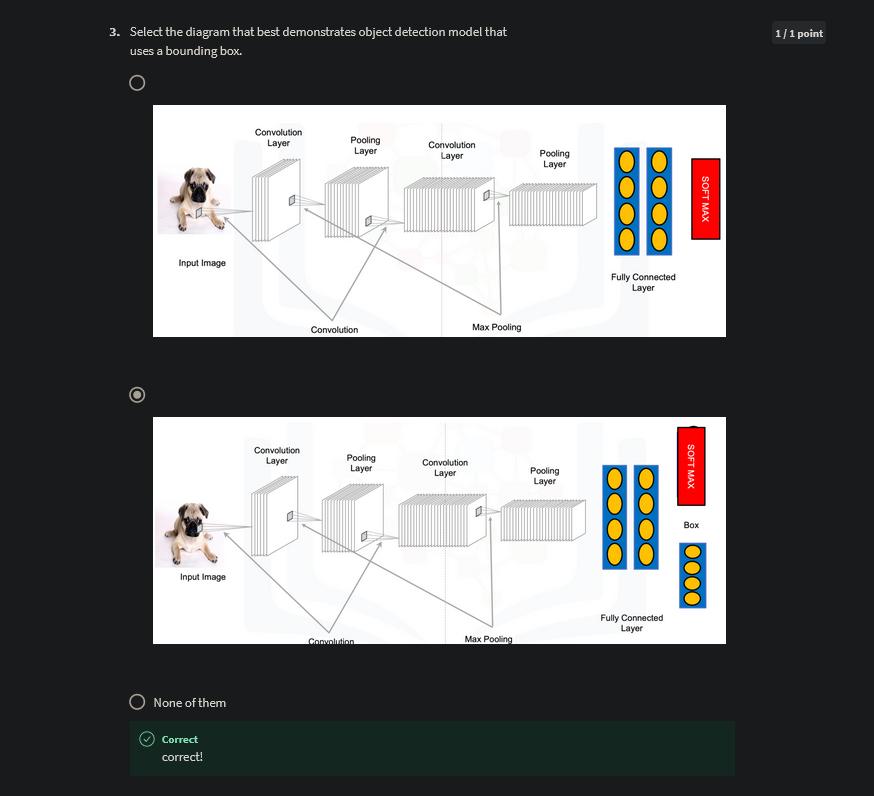 3. Select the diagram that best demonstrates object detection model that
uses a bounding box.
1 / 1 point
Convolution
Layer
Pooling
Layer
Convolution
Layer
Pooling
Layer
SOFT MAX
Input Image
Fully Connected
Layer
Convolution
Max Pooling
Convolution
Layer
Pooling
Layer
Convolution
Layer
Pooling
Layer
SOFT MAX
Box
Input Image
Fully Connected
Layer
Convolution
Max Pooling
None of them
Correct
correct!